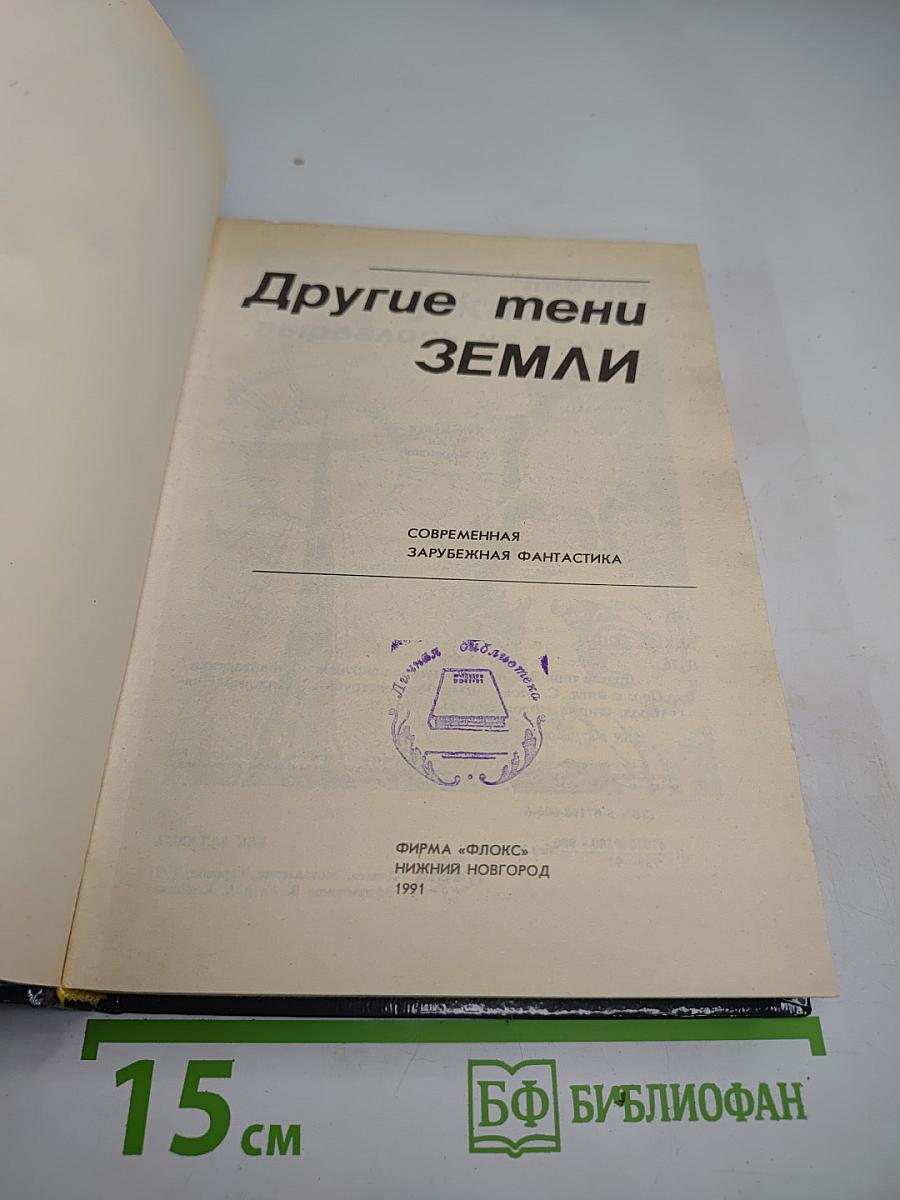 Другие тени
ЗЕМЛИ
СОВРЕМЕННАЯ
ЗАРУБЕЖНАЯ ФАНТАСТИКА
Личная библиотека
ФИРМА «ФЛОКС»
НИЖНИЙ НОВГОРОД
1991
15 см
БФ БИБЛИОФАН